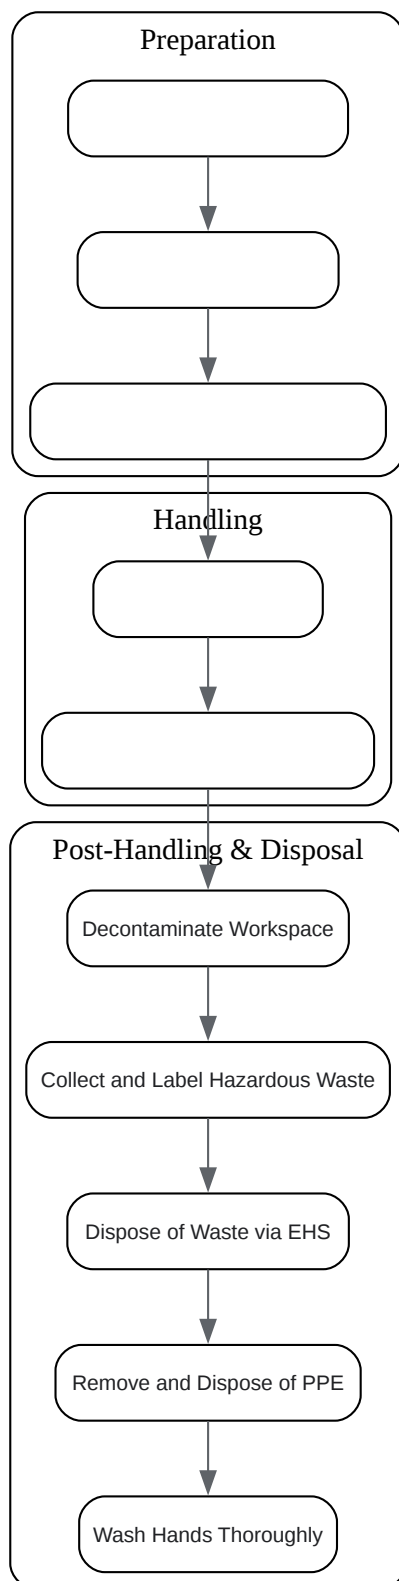 Preparation
Handling
Post-Handling & Disposal
Decontaminate Workspace
Collect and Label Hazardous Waste
Dispose of Waste via EHS
Remove and Dispose of PPE
Wash Hands Thoroughly